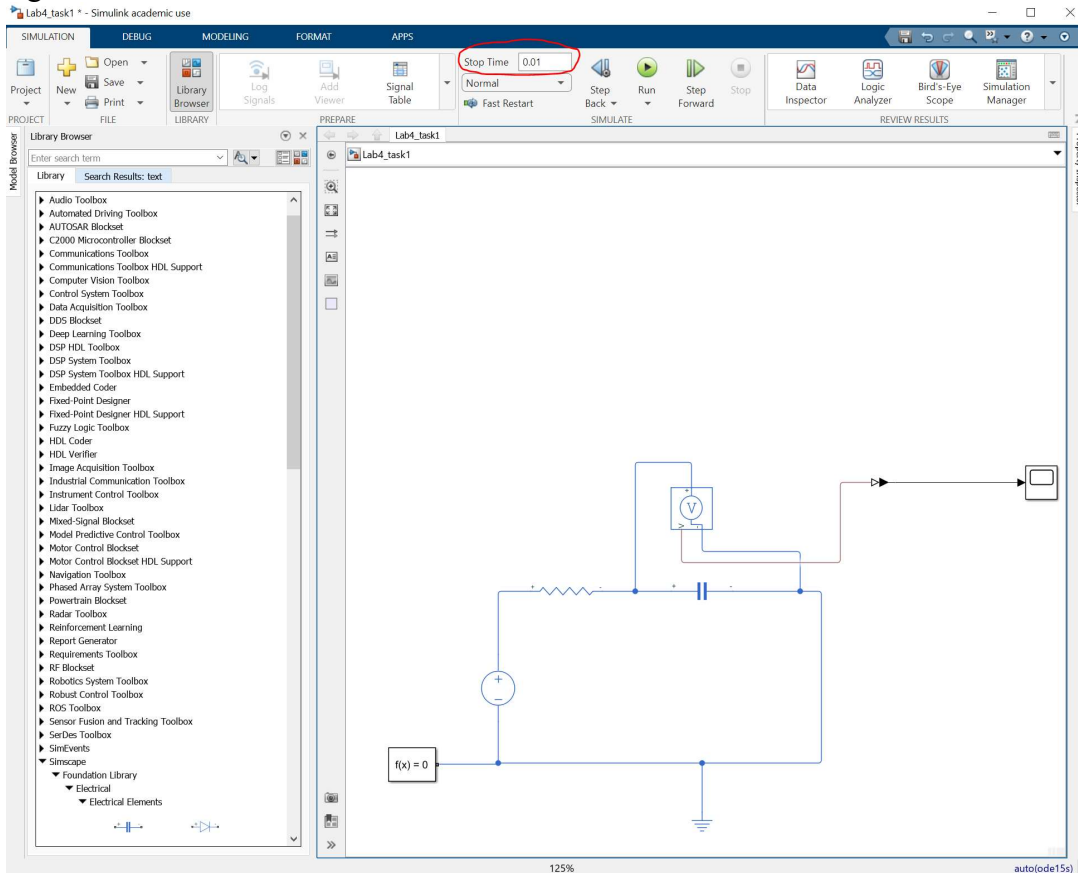 Lab4_task1 * - Simulink academic use
SIMULATION DEBUG MODELING FORMAT APPS
Project New Open Save Print
FILE
Library Browser
LIBRARY
Log Signals
Add Viewer
Signal Table
PREPARE
Stop Time 0.01
Normal
Fast Restart
Step Back
Run
Step Forward
Stop
SIMULATE
Data Inspector
Logic Analyzer
Bird's-Eye Scope
Simulation Manager
REVIEW RESULTS
PROJECT
Model Browser
Library Browser
Enter search term
Library Search Results: text
Audio Toolbox
Automated Driving Toolbox
AUTOSAR Blockset
C2000 Microcontroller Blockset
Communications Toolbox
Communications Toolbox HDL Support
Computer Vision Toolbox
Control System Toolbox
Data Acquisition Toolbox
DDS Blockset
Deep Learning Toolbox
DSP HDL Toolbox
DSP System Toolbox
DSP System Toolbox HDL Support
Embedded Coder
Fixed-Point Designer
Fixed-Point Designer HDL Support
Fuzzy Logic Toolbox
HDL Coder
HDL Verifier
Image Acquisition Toolbox
Industrial Communication Toolbox
Instrument Control Toolbox
Lidar Toolbox
Mixed-Signal Blockset
Model Predictive Control Toolbox
Motor Control Blockset
Motor Control Blockset HDL Support
Navigation Toolbox
Phased Array System Toolbox
Powertrain Blockset
Radar Toolbox
Reinforcement Learning
Report Generator
Requirements Toolbox
RF Blockset
Robotics System Toolbox
Robust Control Toolbox
ROS Toolbox
Sensor Fusion and Tracking Toolbox
SerDes Toolbox
SimEvents
Simscape
Foundation Library
Electrical
Electrical Elements
Lab4_task1
Lab4_task1
V
f(x) = 0
125%
auto(ode15s)